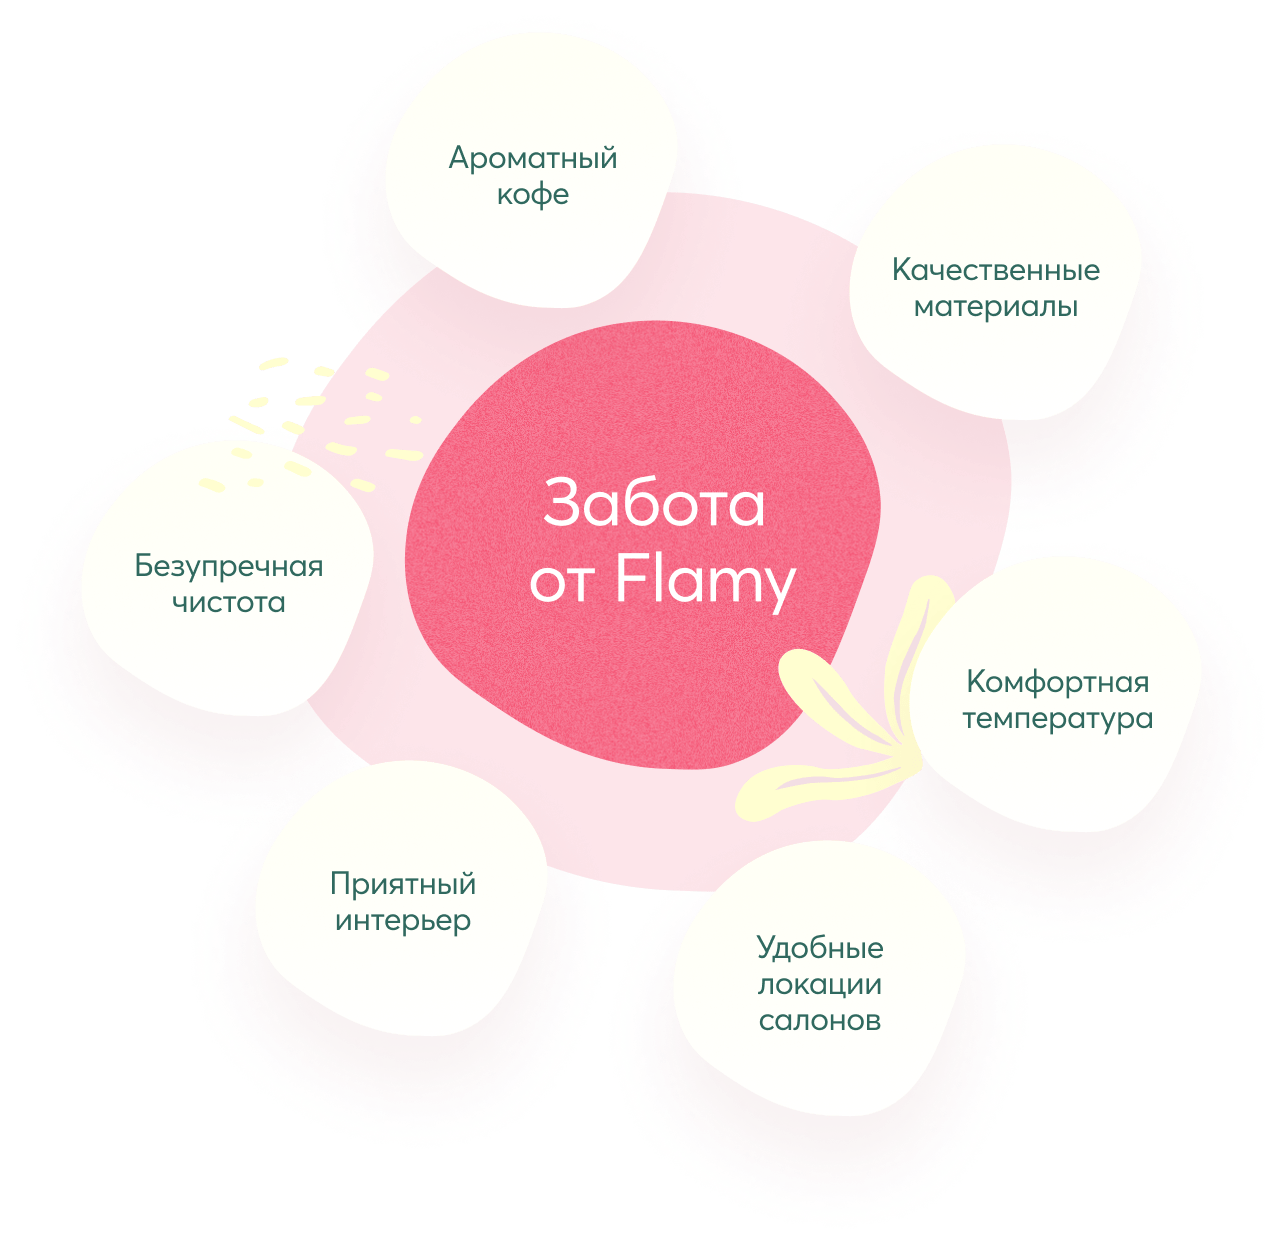 Ароматный
кофе
Качественные
материалы
Забота
от Flamy
Безупречная
чистота
Комфортная
температура
Приятный
интерьер
Удобные
локации
салонов